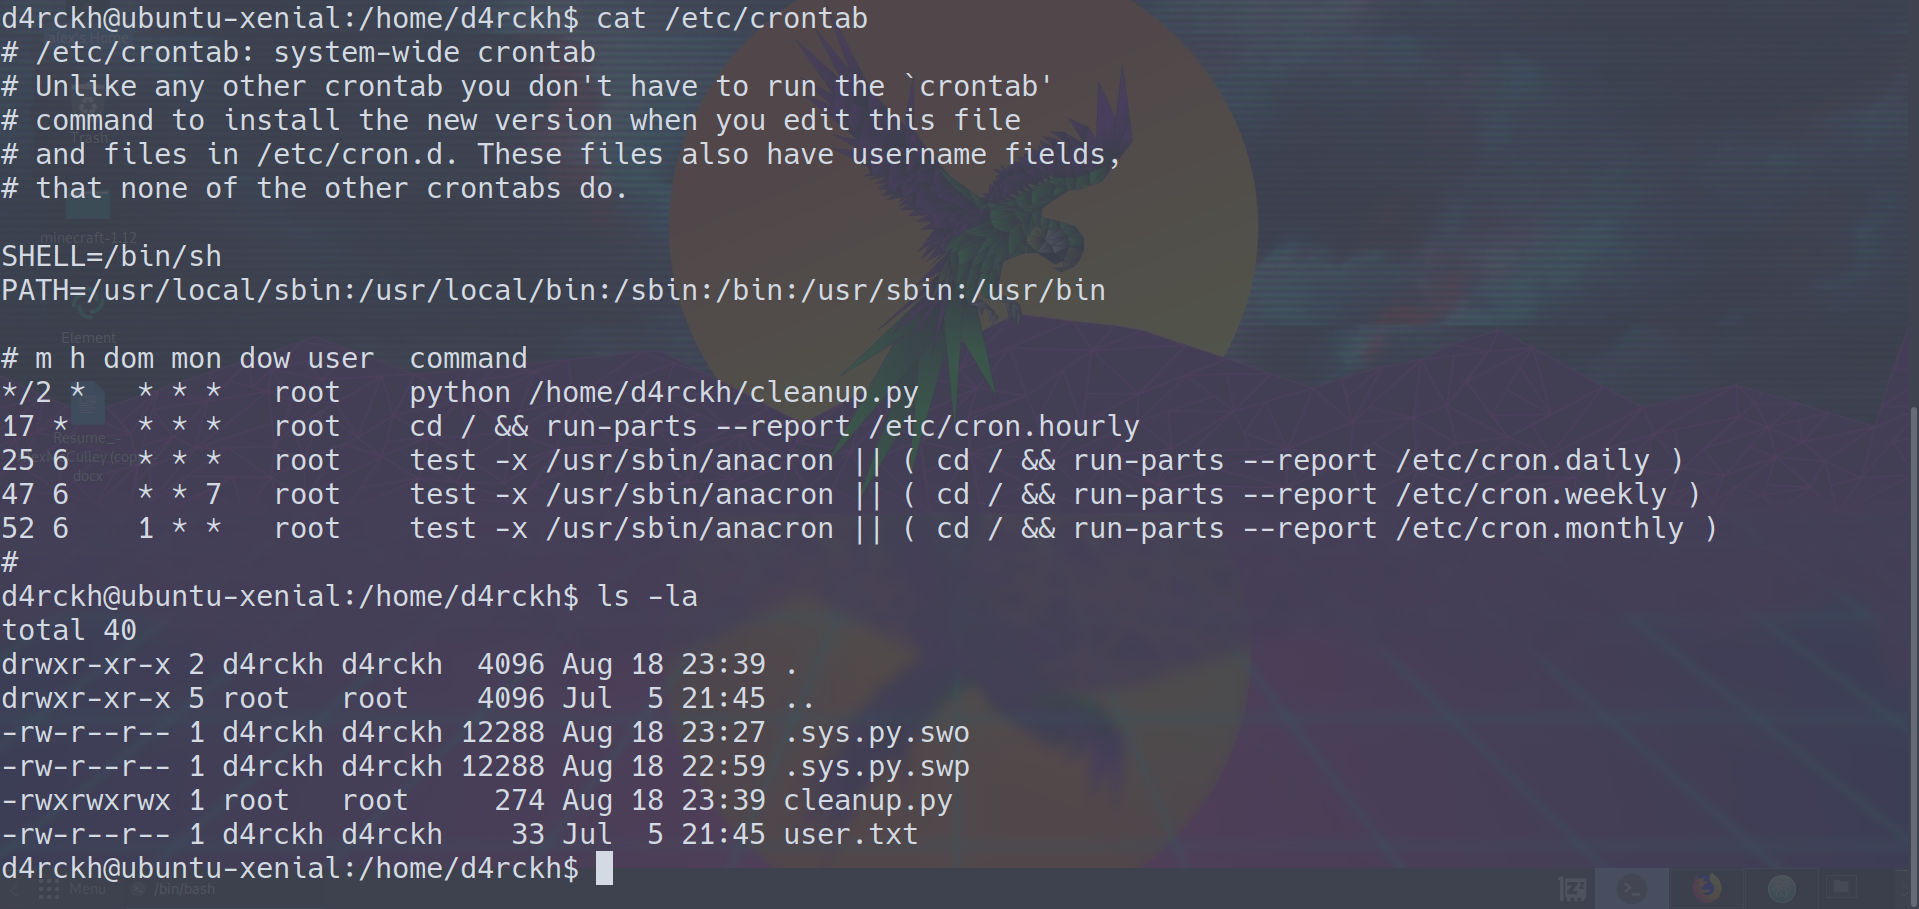 d4rckh@ubuntu-xenial:/home/d4rckh$ cat /etc/crontab
# /etc/crontab: system-wide crontab
# Unlike any other crontab you don't have to run the `crontab'
# command to install the new version when you edit this file
# and files in /etc/cron.d. These files also have username fields,
# that none of the other crontabs do.
minecraft-1.12
SHELL=/bin/sh
PATH=/usr/local/sbin:/usr/local/bin:/sbin:/bin:/usr/sbin:/usr/bin
Trash
Element
# m h dom mon dow user  command
*/2 *   * * *   root    python /home/d4rckh/cleanup.py
17 *    * * *   root    cd / && run-parts --report /etc/cron.hourly
25 6    * * *   root    test -x /usr/sbin/anacron || ( cd / && run-parts --report /etc/cron.daily )
47 6    * * 7   root    test -x /usr/sbin/anacron || ( cd / && run-parts --report /etc/cron.weekly )
52 6    1 * *   root    test -x /usr/sbin/anacron || ( cd / && run-parts --report /etc/cron.monthly )
#
docx
d4rckh@ubuntu-xenial:/home/d4rckh$ ls -la
total 40
drwxr-xr-x 2 d4rckh d4rckh  4096 Aug 18 23:39 .
drwxr-xr-x 5 root   root    4096 Jul  5 21:45 ..
-rw-r--r-- 1 d4rckh d4rckh 12288 Aug 18 23:27 .sys.py.swo
-rw-r--r-- 1 d4rckh d4rckh 12288 Aug 18 22:59 .sys.py.swp
-rwxrwxrwx 1 root   root     274 Aug 18 23:39 cleanup.py
-rw-r--r-- 1 d4rckh d4rckh    33 Jul  5 21:45 user.txt
d4rckh@ubuntu-xenial:/home/d4rckh$
Menu /bin/bash